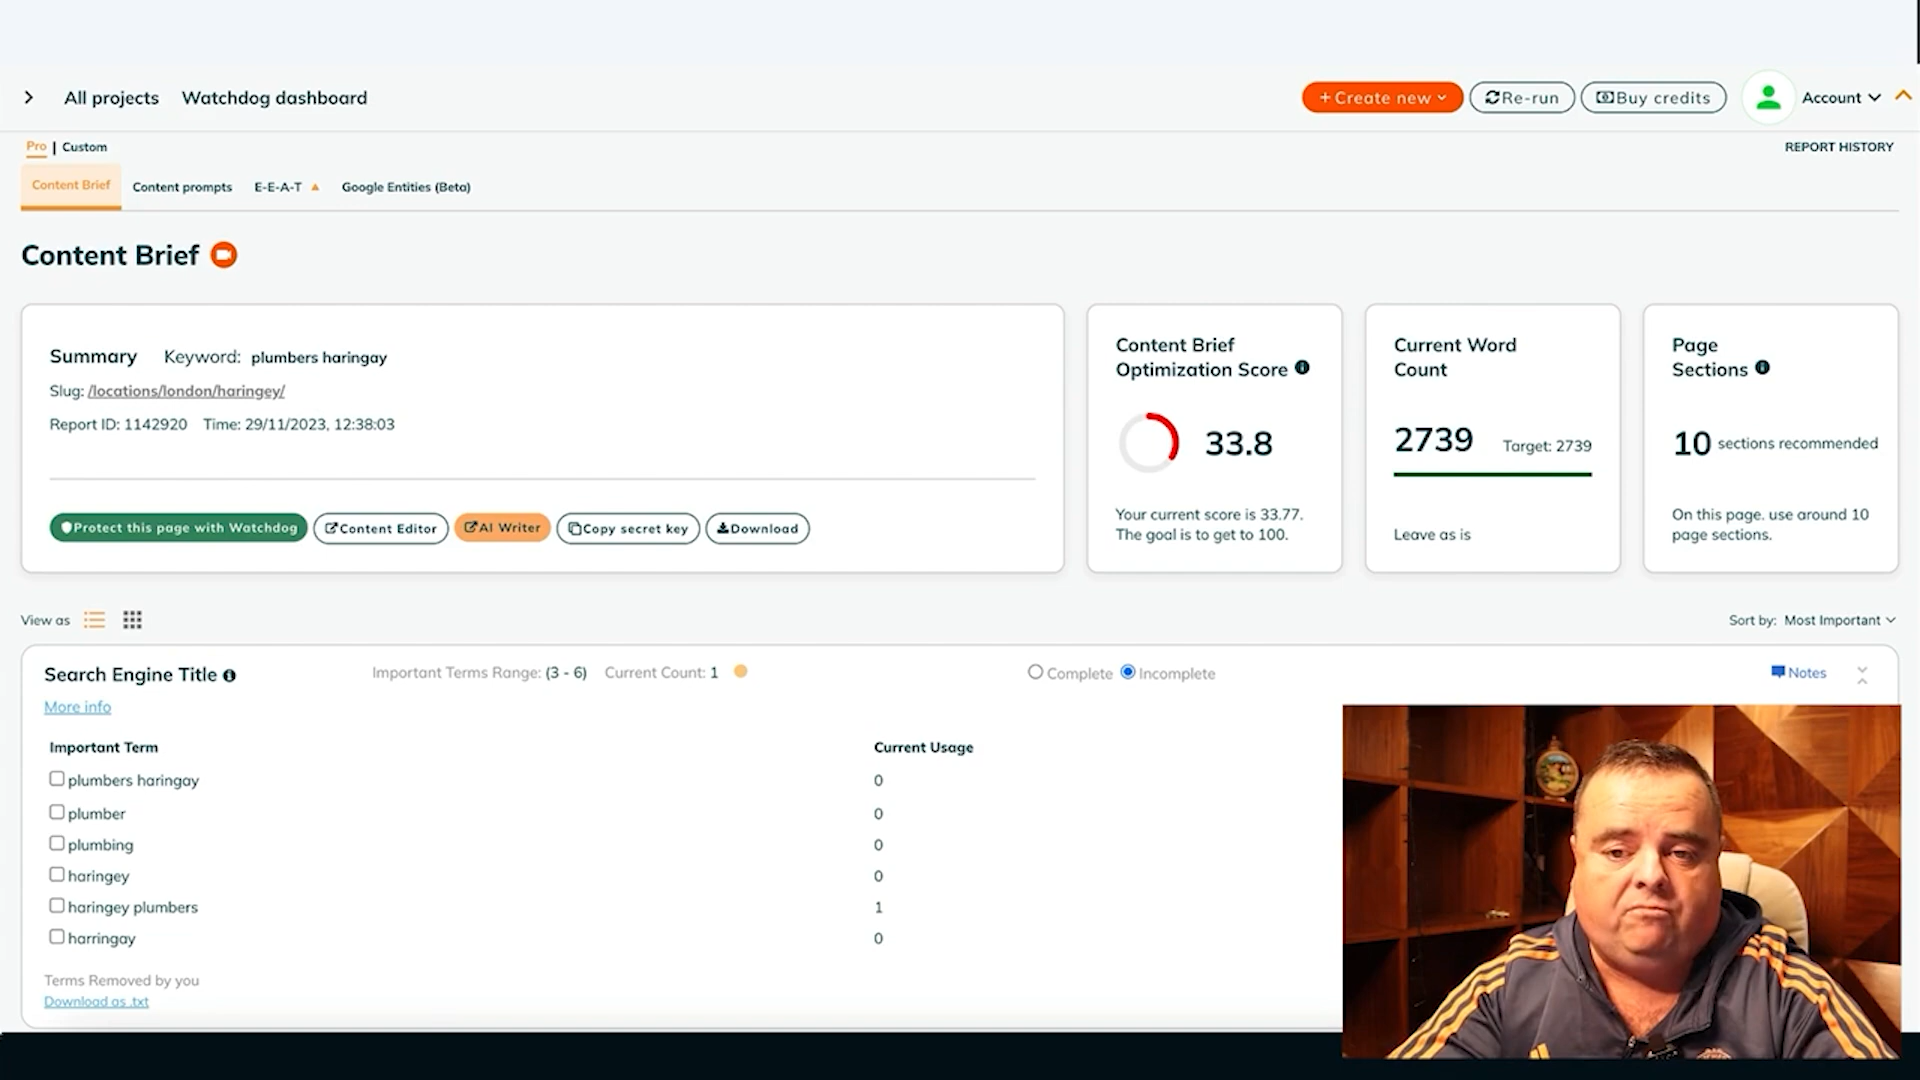 All projects Watchdog dashboard + Create new Re-run Buy credits Account
Pro | Custom REPORT HISTORY
Content Brief Content prompts E-E-A-T Google Entities (Beta)
Content Brief
Summary Keyword: plumbers haringay
Slug: /locations/london/haringey/
Report ID: 1142920 Time: 29/11/2023, 12:38:03
Protect this page with Watchdog Content Editor AI Writer Copy secret key Download
Content Brief
Optimization Score
33.8
Your current score is 33.77.
The goal is to get to 100.
Current Word
Count
2739 Target: 2739
Leave as is
Page
Sections
10 sections recommended
On this page. use around 10
page sections.
View as Sort by: Most Important
Search Engine Title Important Terms Range: (3 - 6) Current Count: 1 Complete Incomplete Notes
More info
Important Term Current Usage
plumbers haringay 0
plumber 0
plumbing 0
haringey 0
haringey plumbers 1
harringay 0
Terms Removed by you
Download as .txt